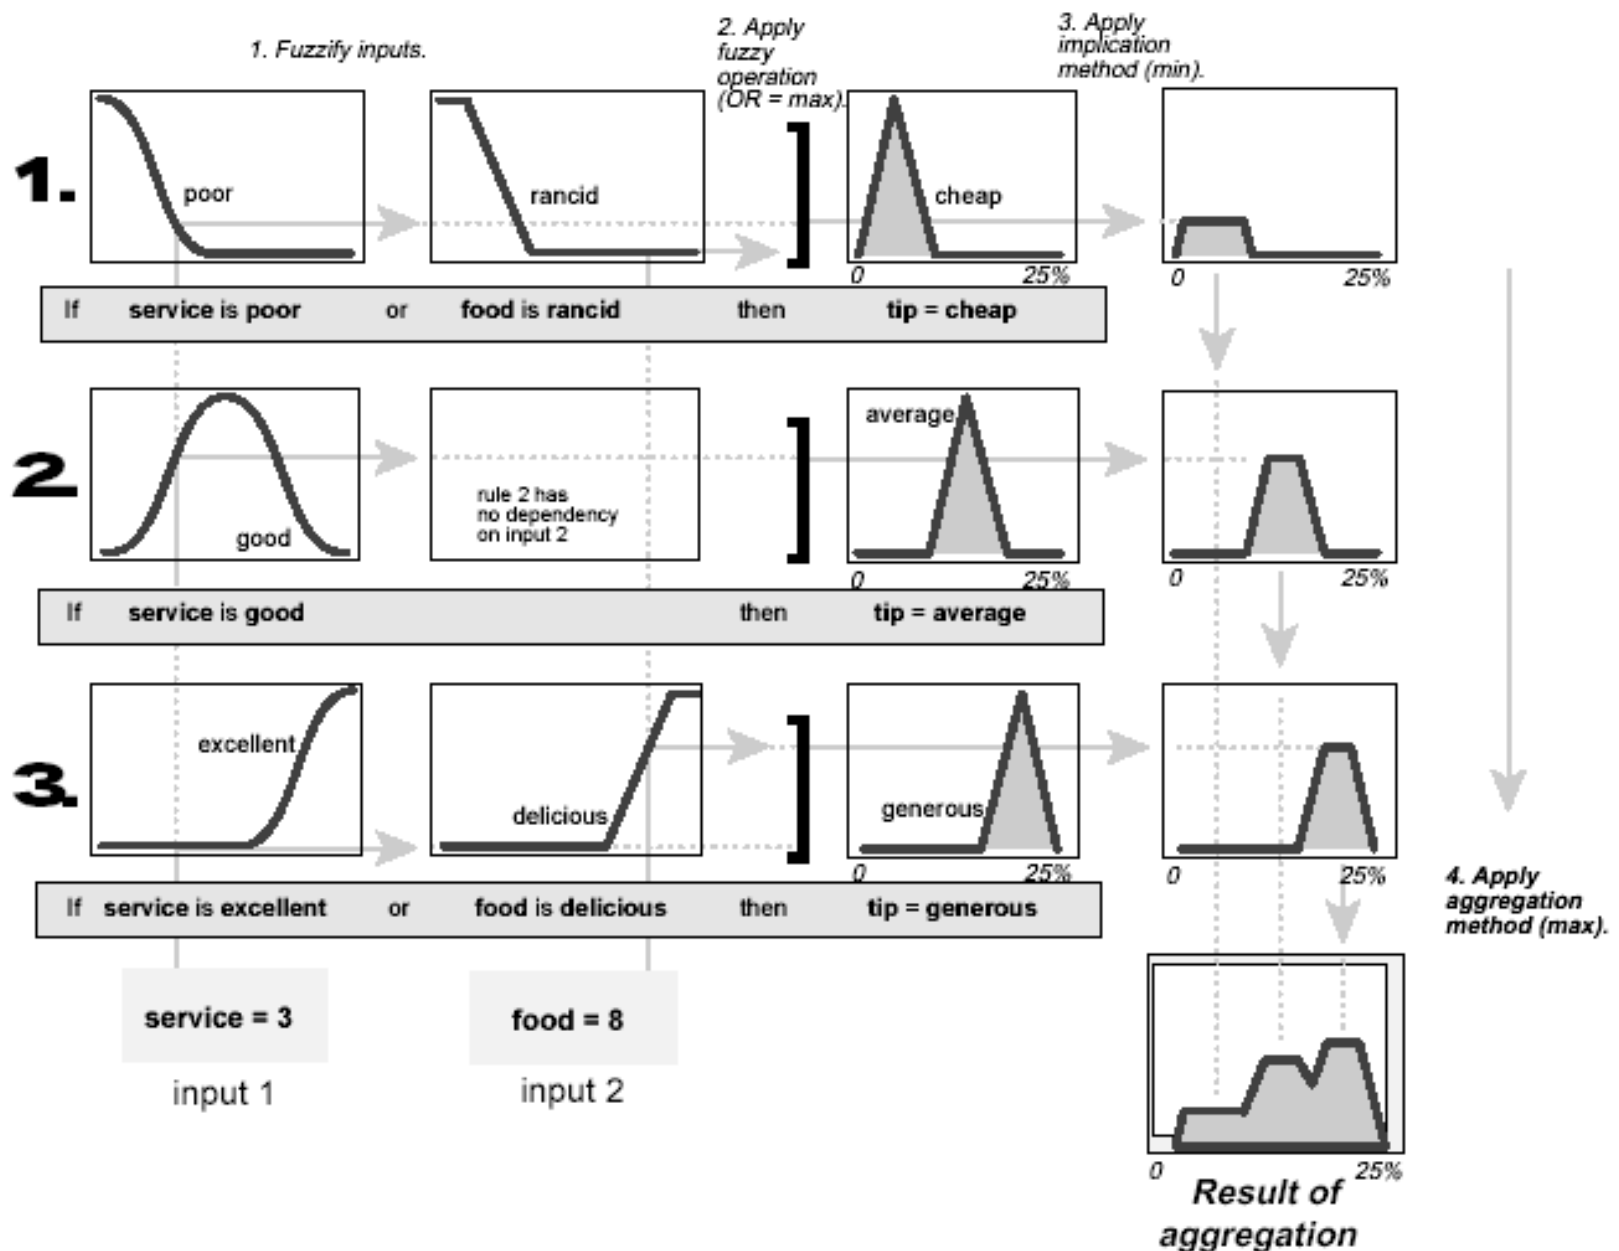 1. Fuzzify inputs.
2. Apply
fuzzy
operation
(OR = max).
3. Apply
implication
method (min).
1.
poor
rancid
cheap
0 25%
0 25%
If service is poor or food is rancid then tip = cheap
2.
good
rule 2 has
no dependency
on input 2
average
0 25%
0 25%
If service is good then tip = average
3.
excellent
delicious
generous
0 25%
0 25%
If service is excellent or food is delicious then tip = generous
4. Apply
aggregation
method (max).
service = 3
food = 8
input 1
input 2
0 25%
Result of
aggregation